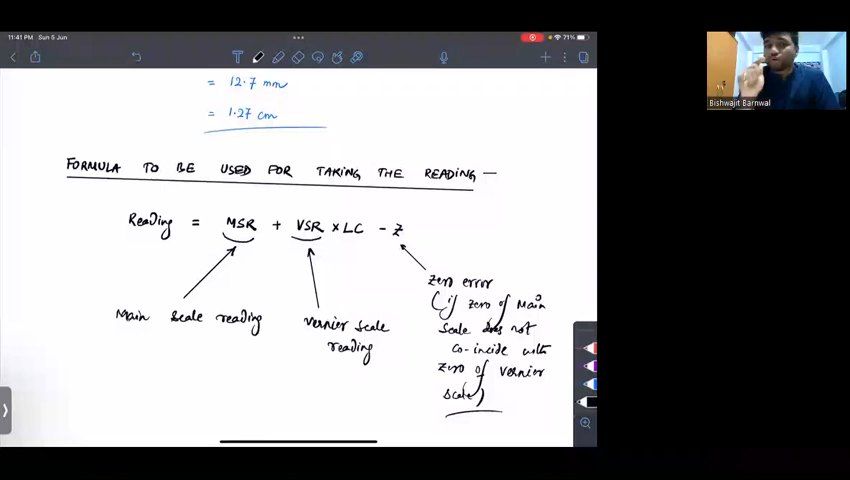 11:41 PM Sun 5 Jun
71%
= 12.7 mm
= 1.27 cm
FORMULA TO BE USED FOR TAKING THE READING —
Reading = MSR + VSR × LC - Z
Zero error
(if zero of Main
Scale does not
co-incide with
zero of vernier
scale)
Main Scale reading
Vernier Scale
reading
Bishwajit Barnwal